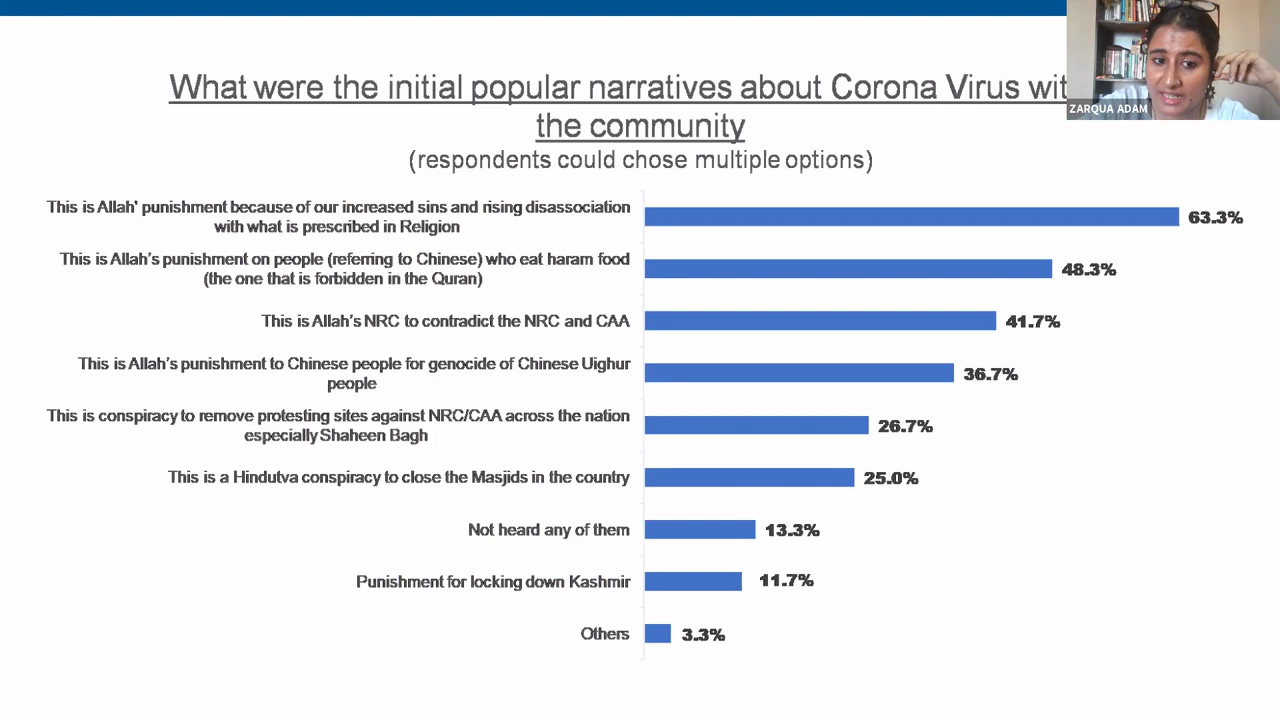 What were the initial popular narratives about Corona Virus wit
the community
(respondents could chose multiple options)
ZARQUA ADAM
This is Allah' punishment because of our increased sins and rising disassociation
with what is prescribed in Religion
63.3%
This is Allah's punishment on people (referring to Chinese) who eat haram food
(the one that is forbidden in the Quran)
48.3%
This is Allah's NRC to contradict the NRC and CAA
41.7%
This is Allah's punishment to Chinese people for genocide of Chinese Uighur
people
36.7%
This is conspiracy to remove protesting sites against NRC/CAA across the nation
especially Shaheen Bagh
26.7%
This is a Hindutva conspiracy to close the Masjids in the country
25.0%
Not heard any of them
13.3%
Punishment for locking down Kashmir
11.7%
Others
3.3%